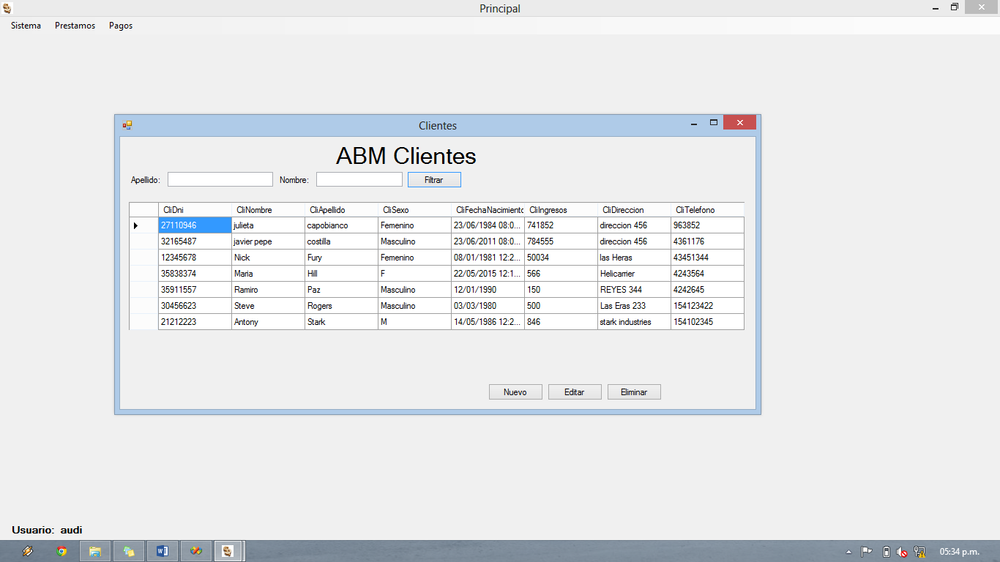 Principal
Sistema Prestamos Pagos
Clientes
ABM Clientes
Apellido: Nombre: Filtrar
CliDni CliNombre CliApellido CliSexo CliFechaNacimiento CliIngresos CliDireccion CliTelefono
27110946 julieta capobianco Femenino 23/06/1984 08:0... 741852 direccion 456 963852
32165487 javier pepe costilla Masculino 23/06/2011 08:0... 784555 direccion 456 4361176
12345678 Nick Fury Femenino 08/01/1981 12:2... 50034 las Heras 43451344
35838374 Maria Hill F 22/05/2015 12:1... 566 Helicarrier 4243564
35911557 Ramiro Paz Masculino 12/01/1990 150 REYES 344 4242645
30456623 Steve Rogers Masculino 03/03/1980 500 Las Eras 233 154123422
21212223 Antony Stark M 14/05/1986 12:2... 846 stark industries 154102345
Nuevo Editar Eliminar
Usuario: audi
05:34 p.m.